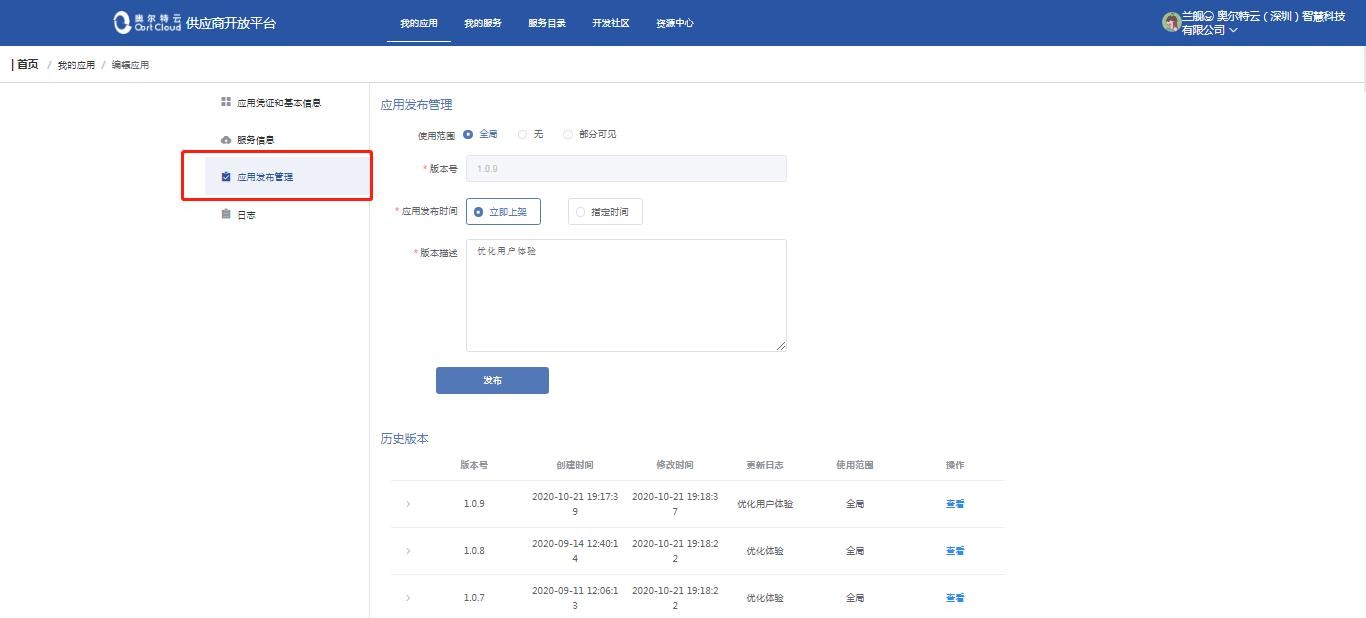 奥尔特云
Oort Cloud
供应商开放平台
我的应用
我的服务
服务目录
开发社区
资源中心
兰舰 奥尔特云（深圳）智慧科技
有限公司
首页 / 我的应用 / 编辑应用
应用凭证和基本信息
服务信息
应用发布管理
日志
应用发布管理
使用范围 全局 无 部分可见
* 版本号 1.0.9
* 应用发布时间 立即上架 指定时间
* 版本描述 优化用户体验
发布
历史版本
版本号 创建时间 修改时间 更新日志 使用范围 操作
1.0.9 2020-10-21 19:17:39 2020-10-21 19:18:37 优化用户体验 全局 查看
1.0.8 2020-09-14 12:40:14 2020-10-21 19:18:22 优化体验 全局 查看
1.0.7 2020-09-11 12:06:13 2020-10-21 19:18:22 优化体验 全局 查看